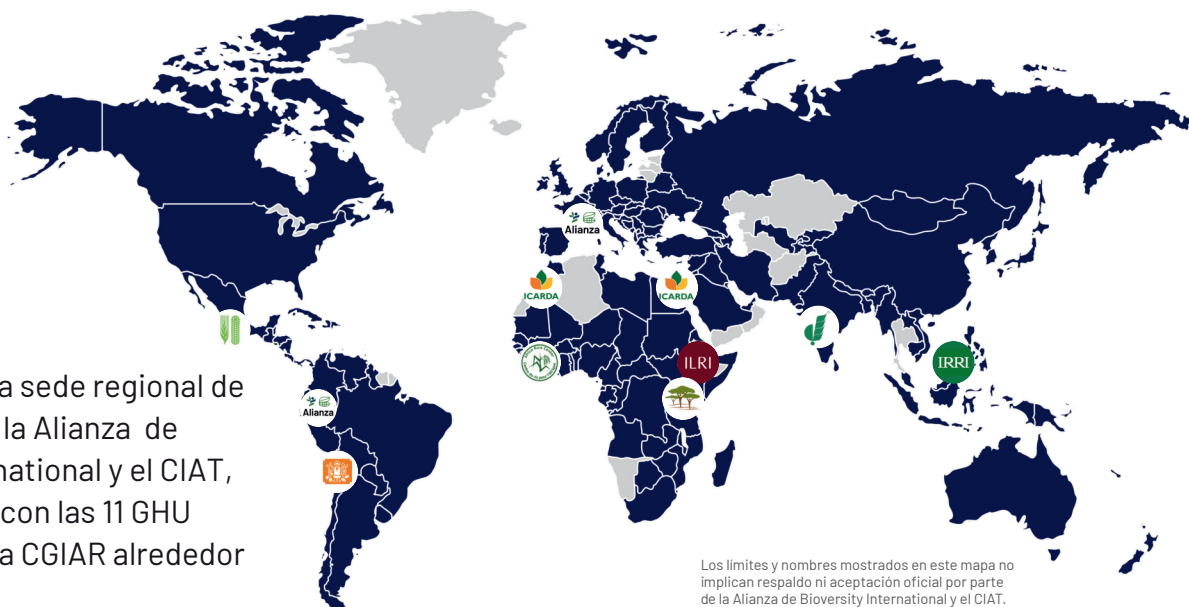 Alianza
ICARDA
ICARDA
ILRI
IRRI
Alianza
a sede regional de
la Alianza de
national y el CIAT,
con las 11 GHU
a CGIAR alrededor
Los límites y nombres mostrados en este mapa no
implican respaldo ni aceptación oficial por parte
de la Alianza de Bioversity International y el CIAT.